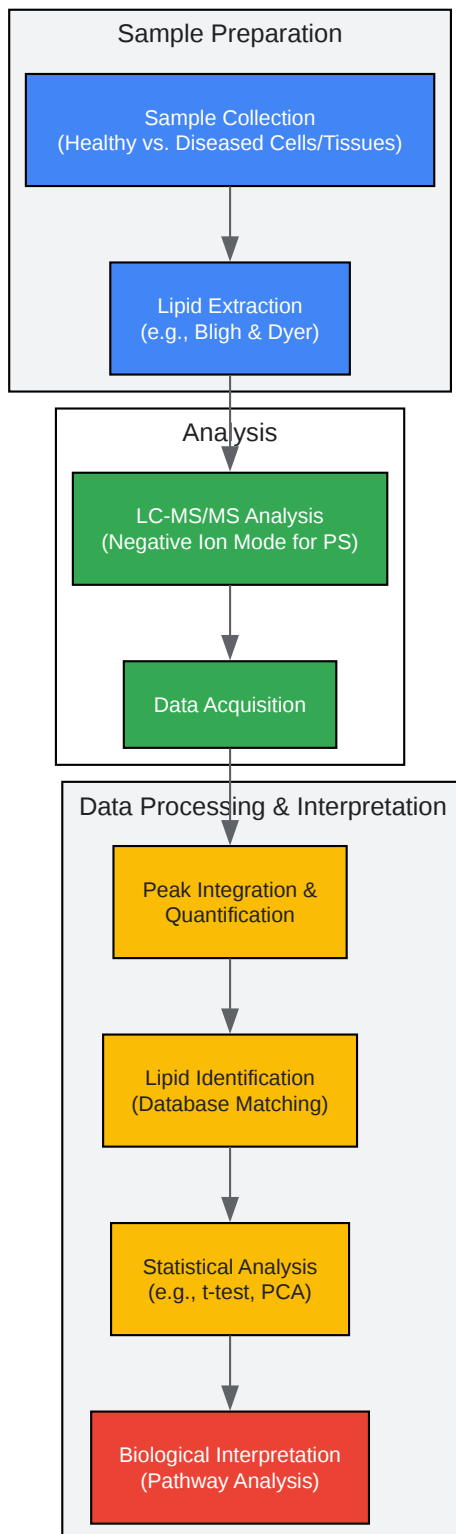 Sample Preparation
Sample Collection
(Healthy vs. Diseased Cells/Tissues)
Lipid Extraction
(e.g., Bligh & Dyer)
Analysis
LC-MS/MS Analysis
(Negative Ion Mode for PS)
Data Acquisition
Data Processing & Interpretation
Peak Integration &
Quantification
Lipid Identification
(Database Matching)
Statistical Analysis
(e.g., t-test, PCA)
Biological Interpretation
(Pathway Analysis)